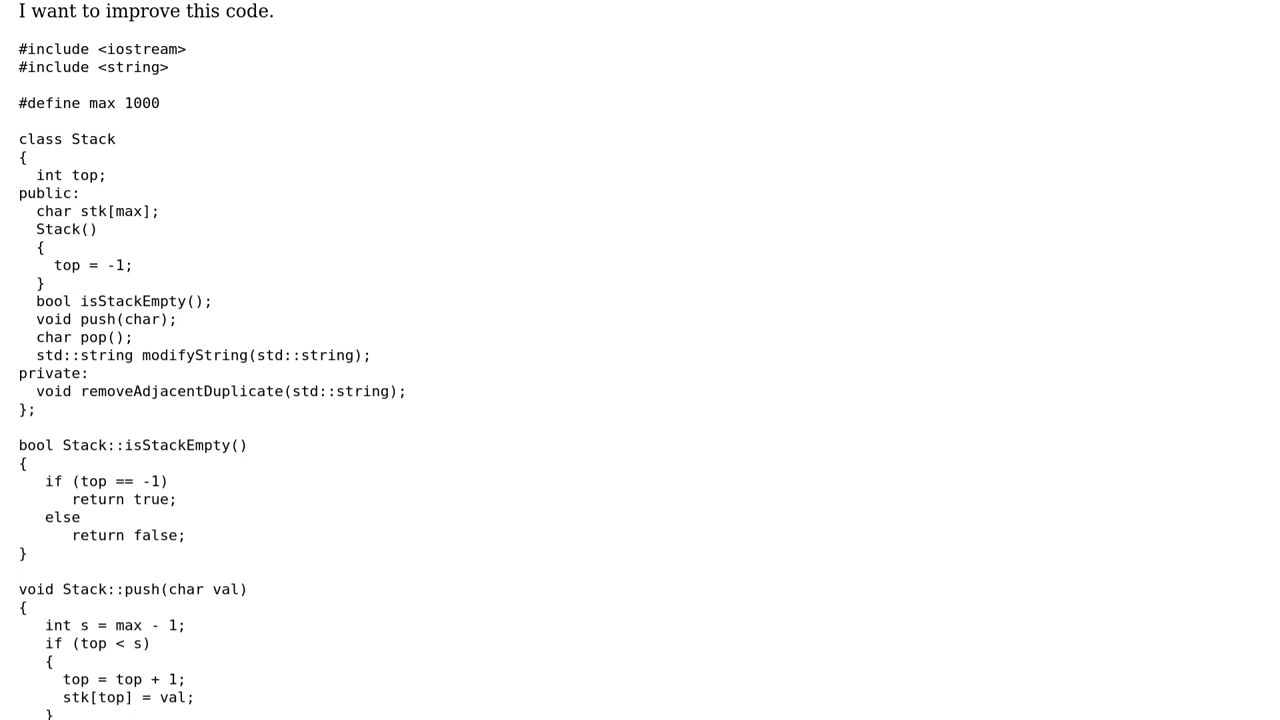 I want to improve this code.
#include <iostream>
#include <string>
#define max 1000
class Stack
{
  int top;
public:
  char stk[max];
  Stack()
  {
    top = -1;
  }
  bool isStackEmpty();
  void push(char);
  char pop();
  std::string modifyString(std::string);
private:
  void removeAdjacentDuplicate(std::string);
};
bool Stack::isStackEmpty()
{
   if (top == -1)
      return true;
   else
      return false;
}
void Stack::push(char val)
{
   int s = max - 1;
   if (top < s)
   {
     top = top + 1;
     stk[top] = val;
   }